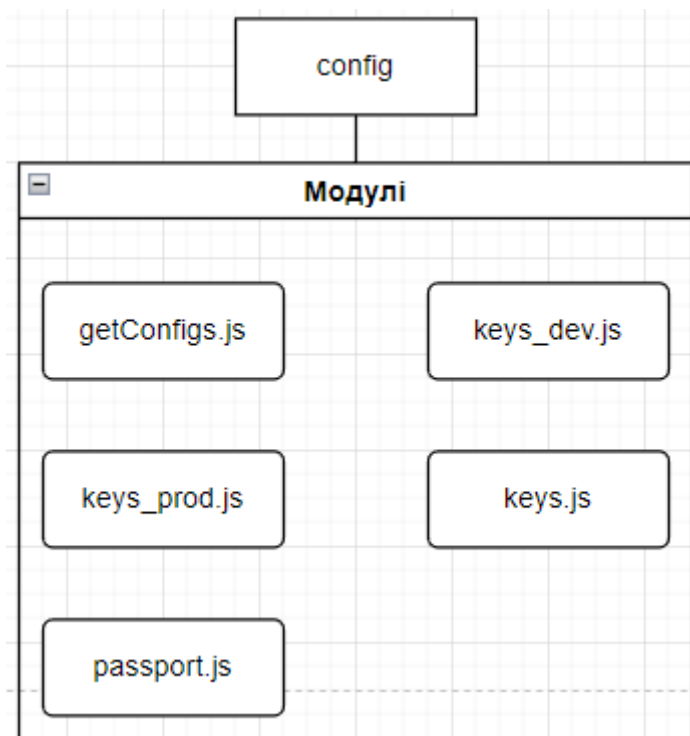 config
Модулі
getConfigs.js
keys_dev.js
keys_prod.js
keys.js
passport.js